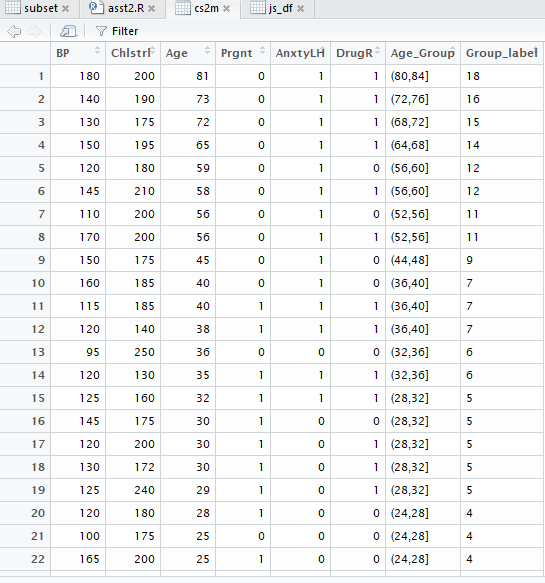 subset × asst2.R × cs2m × js_df ×
Filter
BP Chlstrl Age Prgnt AnxtyLH DrugR Age_Group Group_label
1 180 200 81 0 1 1 (80,84] 18
2 140 190 73 0 1 1 (72,76] 16
3 130 175 72 0 1 1 (68,72] 15
4 150 195 65 0 1 1 (64,68] 14
5 120 180 59 0 1 0 (56,60] 12
6 145 210 58 0 1 1 (56,60] 12
7 110 200 56 0 1 0 (52,56] 11
8 170 200 56 0 1 1 (52,56] 11
9 150 175 45 0 1 0 (44,48] 9
10 160 185 40 0 1 0 (36,40] 7
11 115 185 40 1 1 1 (36,40] 7
12 120 140 38 1 1 1 (36,40] 7
13 95 250 36 0 0 0 (32,36] 6
14 120 130 35 1 1 1 (32,36] 6
15 125 160 32 1 1 1 (28,32] 5
16 145 175 30 1 0 0 (28,32] 5
17 120 200 30 1 0 1 (28,32] 5
18 130 172 30 1 0 1 (28,32] 5
19 125 240 29 1 0 1 (28,32] 5
20 120 180 28 1 0 0 (24,28] 4
21 100 175 25 0 0 0 (24,28] 4
22 165 200 25 1 0 0 (24,28] 4